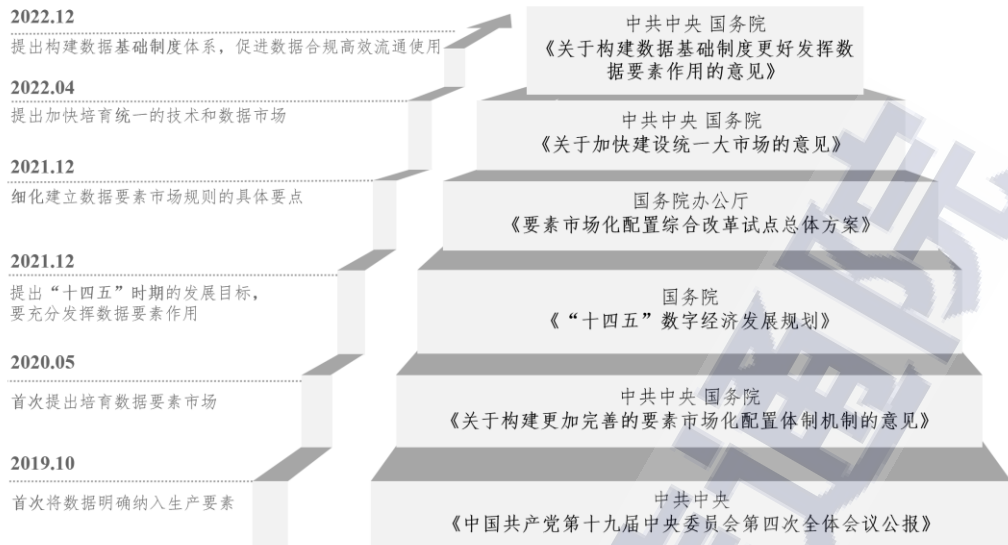 2022.12
提出构建数据基础制度体系，促进数据合规高效流通使用
中共中央 国务院
《关于构建数据基础制度更好发挥数
据要素作用的意见》
2022.04
提出加快培育统一的技术和数据市场
中共中央 国务院
《关于加快建设统一大市场的意见》
2021.12
细化建立数据要素市场规则的具体要点
国务院办公厅
《要素市场化配置综合改革试点总体方案》
2021.12
提出“十四五”时期的发展目标，
要充分发挥数据要素作用
国务院
《“十四五”数字经济发展规划》
2020.05
首次提出培育数据要素市场
中共中央 国务院
《关于构建更加完善的要素市场化配置体制机制的意见》
2019.10
首次将数据明确纳入生产要素
中共中央
《中国共产党第十九届中央委员会第四次全体会议公报》
通院